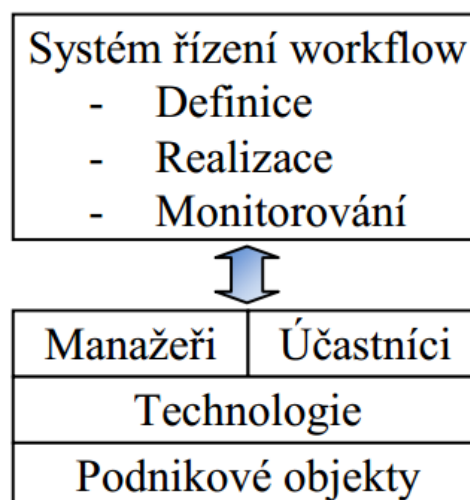 Systém řízení workflow
- Definice
- Realizace
- Monitorování
Manažeři Účastníci
Technologie
Podnikové objekty